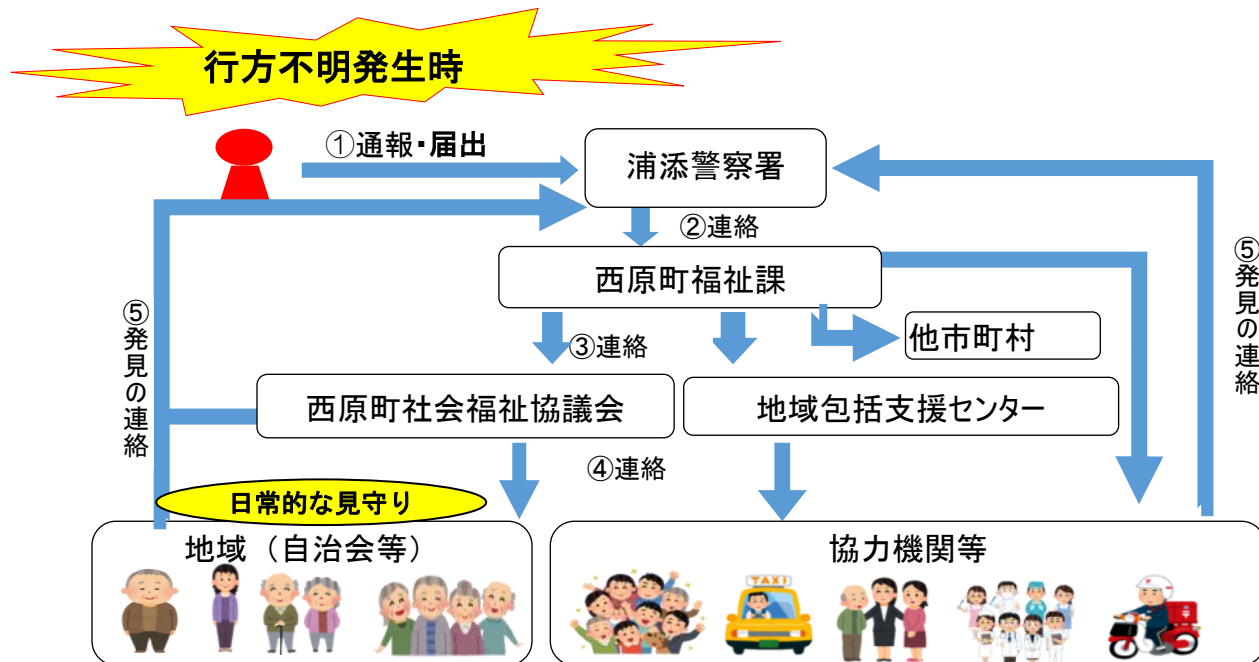 行方不明発生時
①通報・届出
浦添警察署
②連絡
西原町福祉課
③連絡
他市町村
西原町社会福祉協議会
地域包括支援センター
④連絡
⑤発見の連絡
⑤発見の連絡
日常的な見守り
地域（自治会等）
協力機関等
TAXI